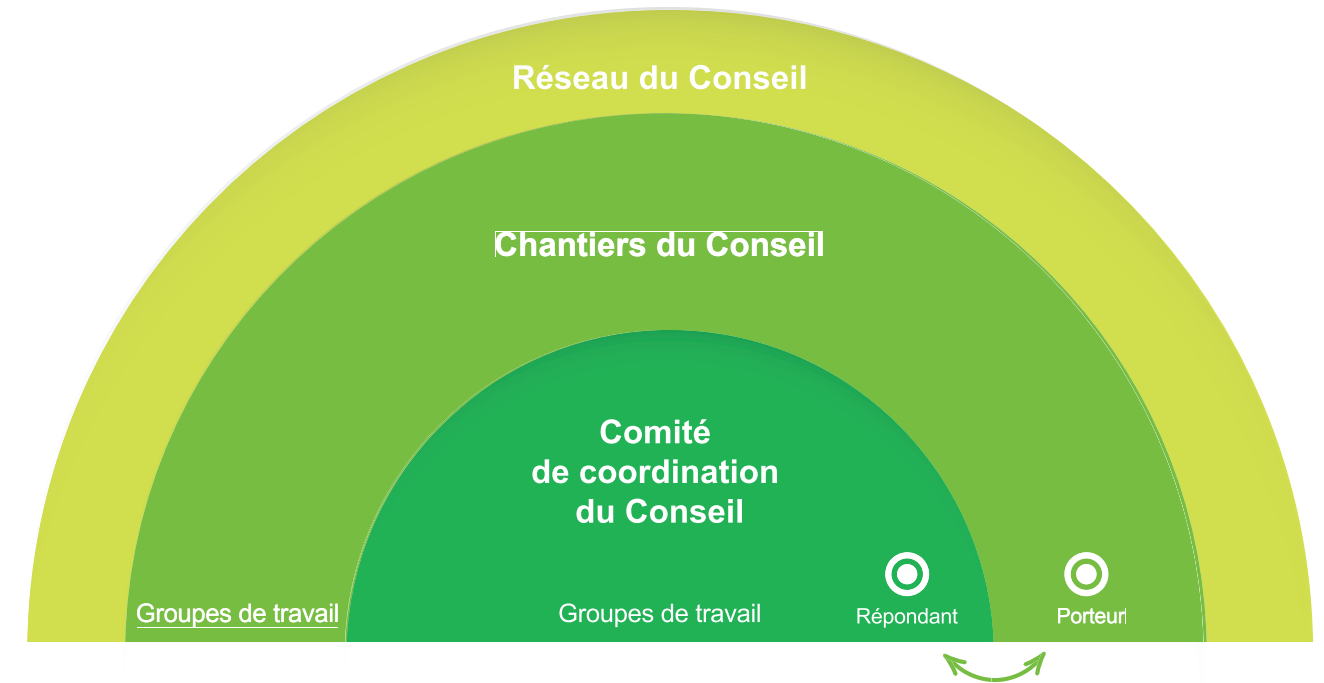 Réseau du Conseil
Chantiers du Conseil
Comité
de coordination
du Conseil
Groupes de travail
Groupes de travail
Répondant
Porteur